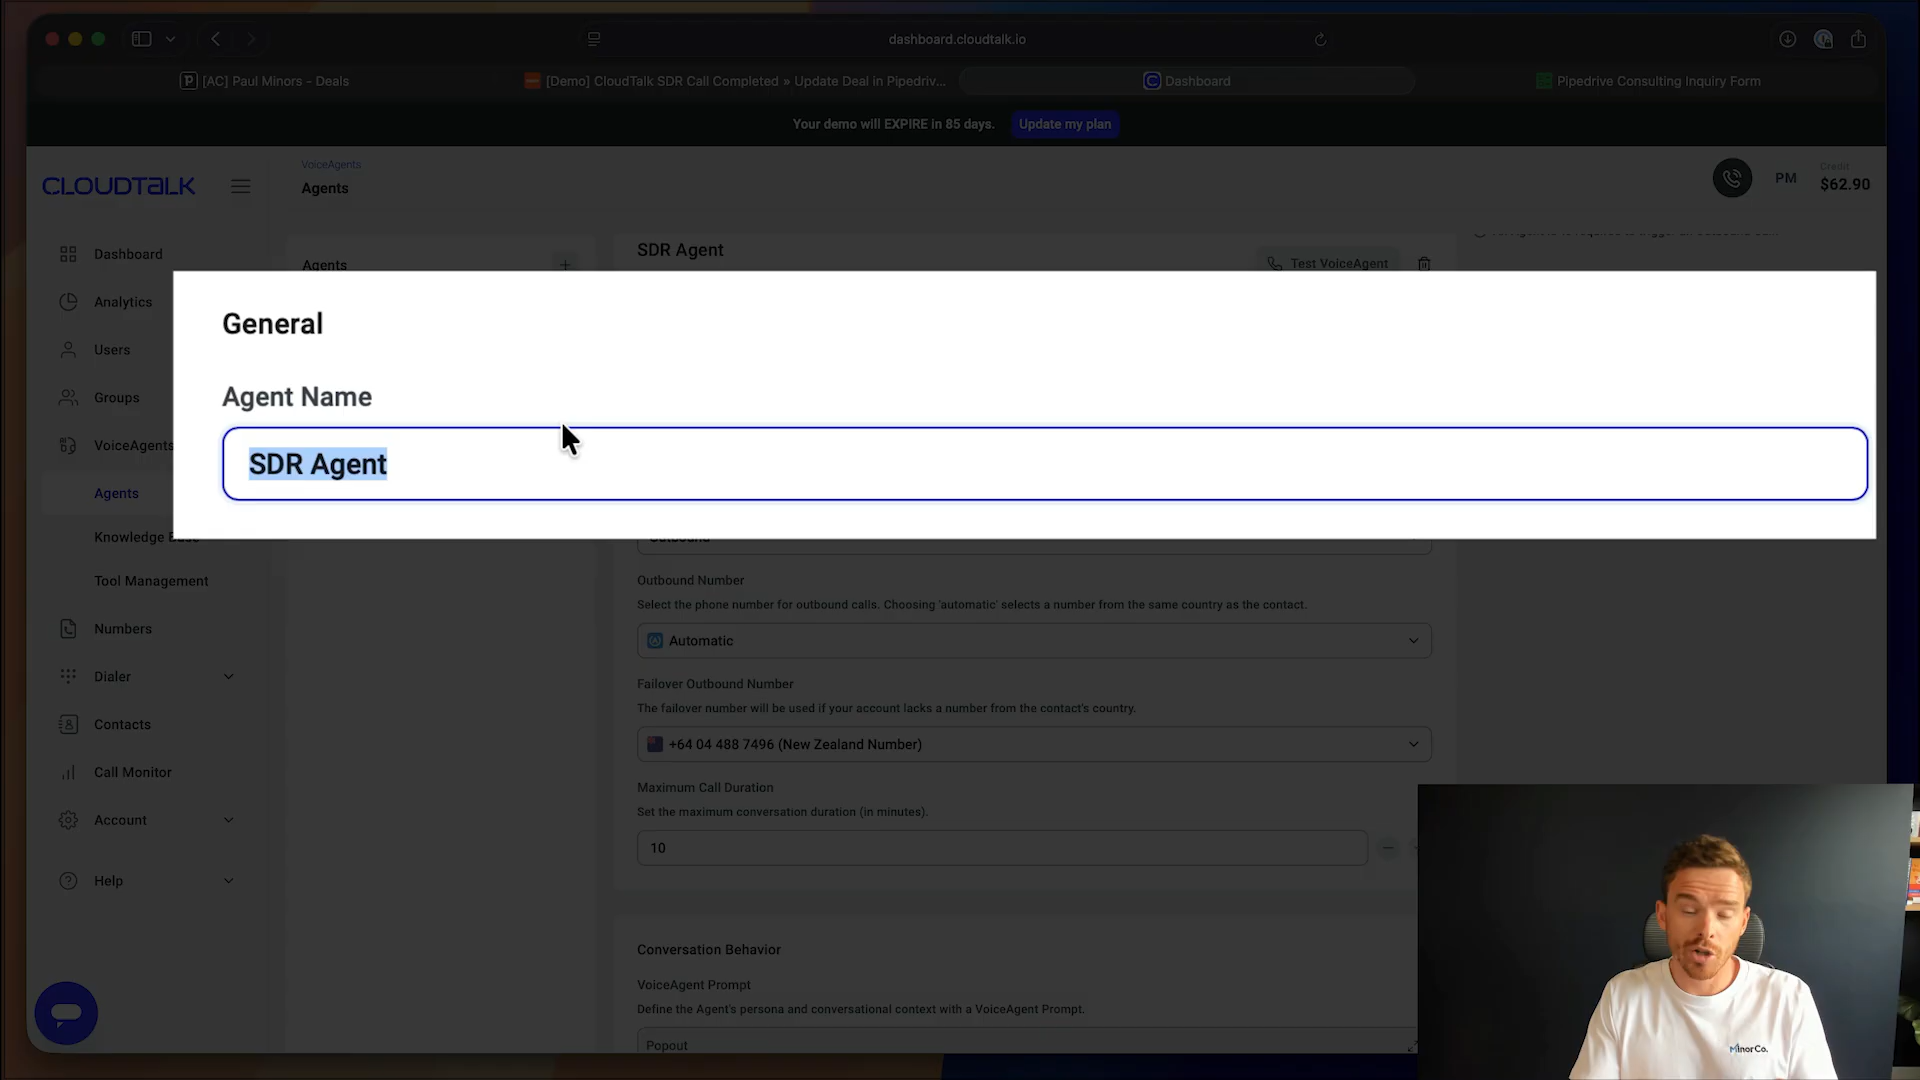 dashboard.cloudtalk.io
[AC] Paul Minors - Deals
[Demo] CloudTalk SDR Call Completed » Update Deal in Pipedriv...
Dashboard
Pipedrive Consulting Inquiry Form
Your demo will EXPIRE in 85 days.
Update my plan
CLOUDTALK
VoiceAgents
Agents
PM
Credit
$62.90
Dashboard
Analytics
Users
Groups
VoiceAgents
Agents
Knowledge
Tool Management
Numbers
Dialer
Contacts
Call Monitor
Account
Help
Agents
SDR Agent
Test VoiceAgent
General
Agent Name
SDR Agent
Outbound
Outbound Number
Select the phone number for outbound calls. Choosing 'automatic' selects a number from the same country as the contact.
Automatic
Failover Outbound Number
The failover number will be used if your account lacks a number from the contact's country.
+64 04 488 7496 (New Zealand Number)
Maximum Call Duration
Set the maximum conversation duration (in minutes).
10
Conversation Behavior
VoiceAgent Prompt
Define the Agent's persona and conversational context with a VoiceAgent Prompt.
Popout
MinorCo.